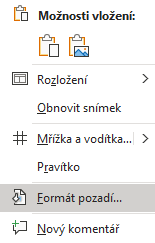 Možnosti vložení:
Rozložení
Obnovit snímek
Mřížka a vodítka...
Pravítko
Formát pozadí...
Nový komentář